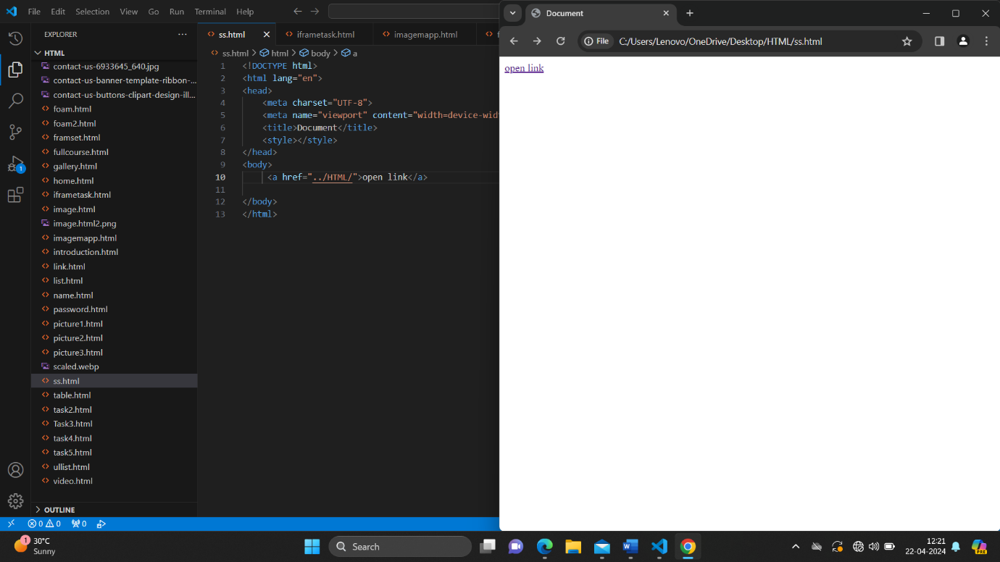 File Edit Selection View Go Run Terminal Help
EXPLORER
HTML
contact-us-6933645_640.jpg
contact-us-banner-template-ribbon-...
contact-us-buttons-clipart-design-ill...
foam.html
foam2.html
framset.html
fullcourse.html
gallery.html
home.html
iframetask.html
image.html
image.html2.png
imagemapp.html
introduction.html
link.html
list.html
name.html
password.html
picture1.html
picture2.html
picture3.html
scaled.webp
ss.html
table.html
task2.html
Task3.html
task4.html
task5.html
ullist.html
video.html
OUTLINE
1
ss.html iframetask.html imagemapp.html
ss.html > html > body > a
1 <!DOCTYPE html>
2 <html lang="en">
3 <head>
4 <meta charset="UTF-8">
5 <meta name="viewport" content="width=device-wid
6 <title>Document</title>
7 <style></style>
8 </head>
9 <body>
10 <a href="../HTML/">open link</a>
11
12 </body>
13 </html>
0 0 0
Document
File C:/Users/Lenovo/OneDrive/Desktop/HTML/ss.html
open link
1 30°C
Sunny
Search
12:21
22-04-2024
PRE